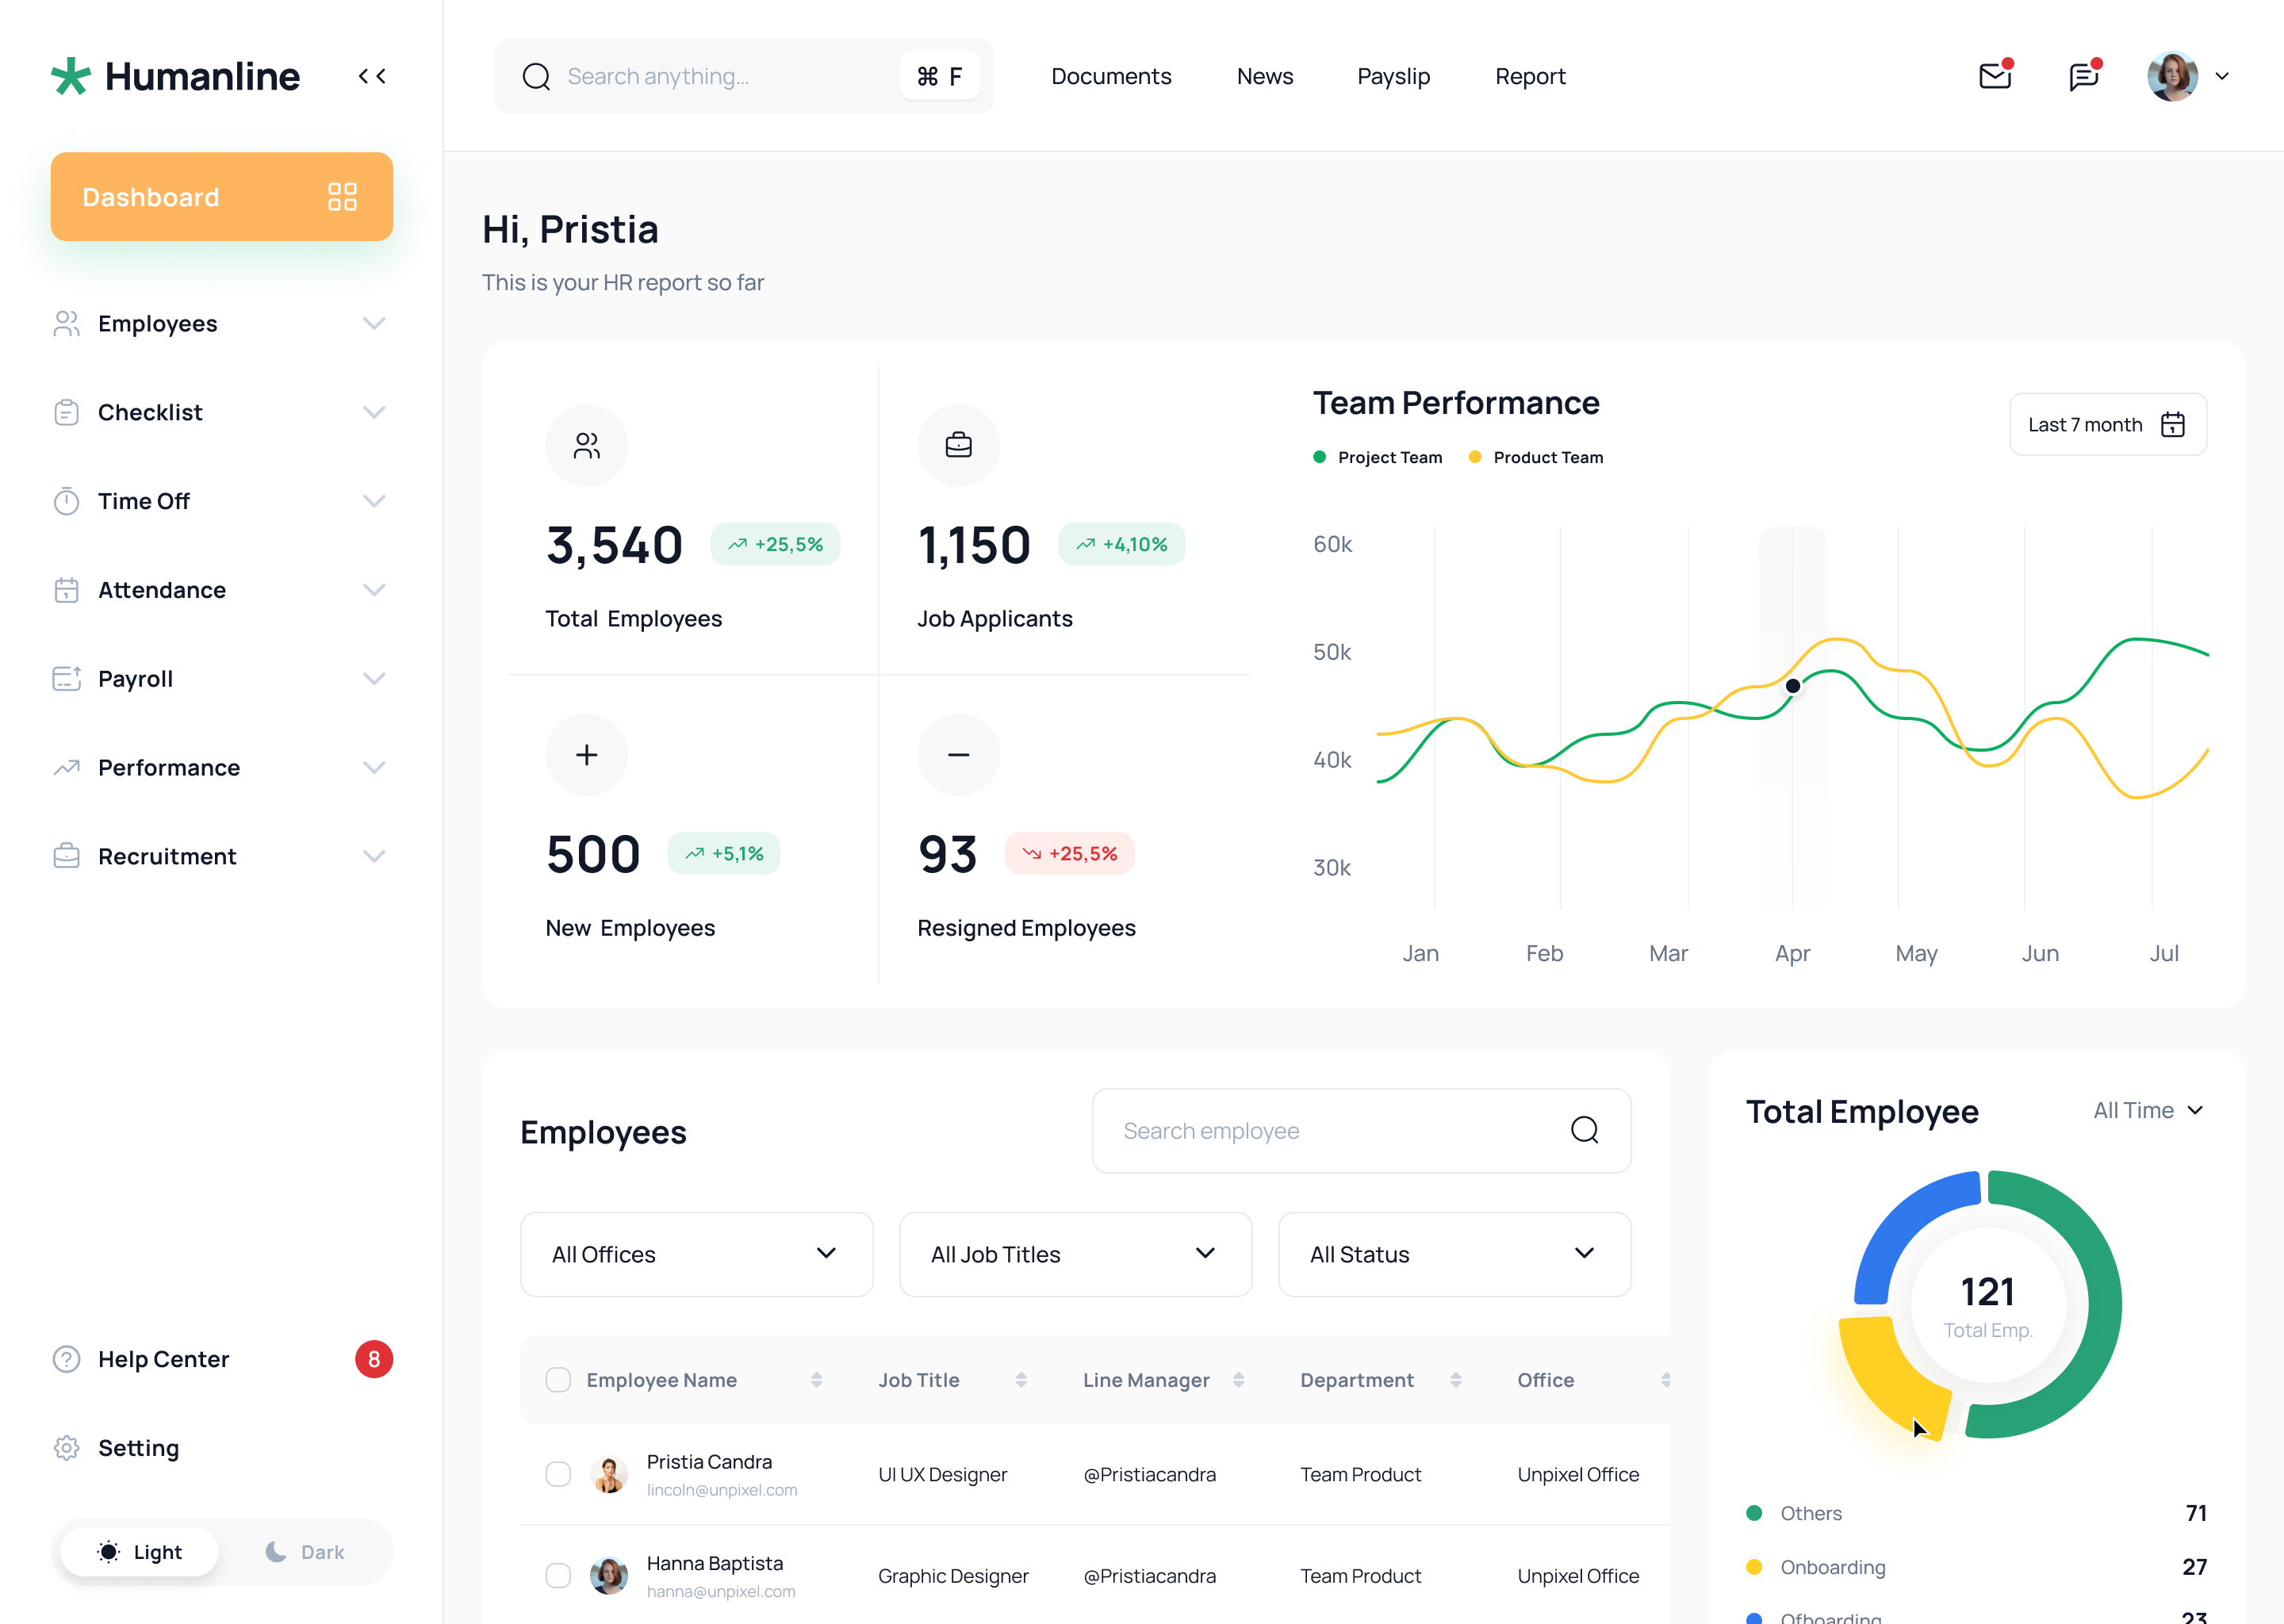 Humanline
Search anything...
⌘ F
Documents
News
Payslip
Report
Dashboard
Employees
Checklist
Time Off
Attendance
Payroll
Performance
Recruitment
Help Center
8
Setting
Light
Dark
Hi, Pristia
This is your HR report so far
3,540
+25,5%
Total Employees
1,150
+4,10%
Job Applicants
500
+5,1%
New Employees
93
+25,5%
Resigned Employees
Team Performance
Project Team
Product Team
Last 7 month
60k
50k
40k
30k
Jan Feb Mar Apr May Jun Jul
Employees
Search employee
All Offices
All Job Titles
All Status
Employee Name Job Title Line Manager Department Office
Pristia Candra
lincoln@unpixel.com
UI UX Designer
@Pristiacandra
Team Product
Unpixel Office
Hanna Baptista
hanna@unpixel.com
Graphic Designer
@Pristiacandra
Team Product
Unpixel Office
Total Employee
All Time
121
Total Emp.
Others 71
Onboarding 27
Ofboarding 23